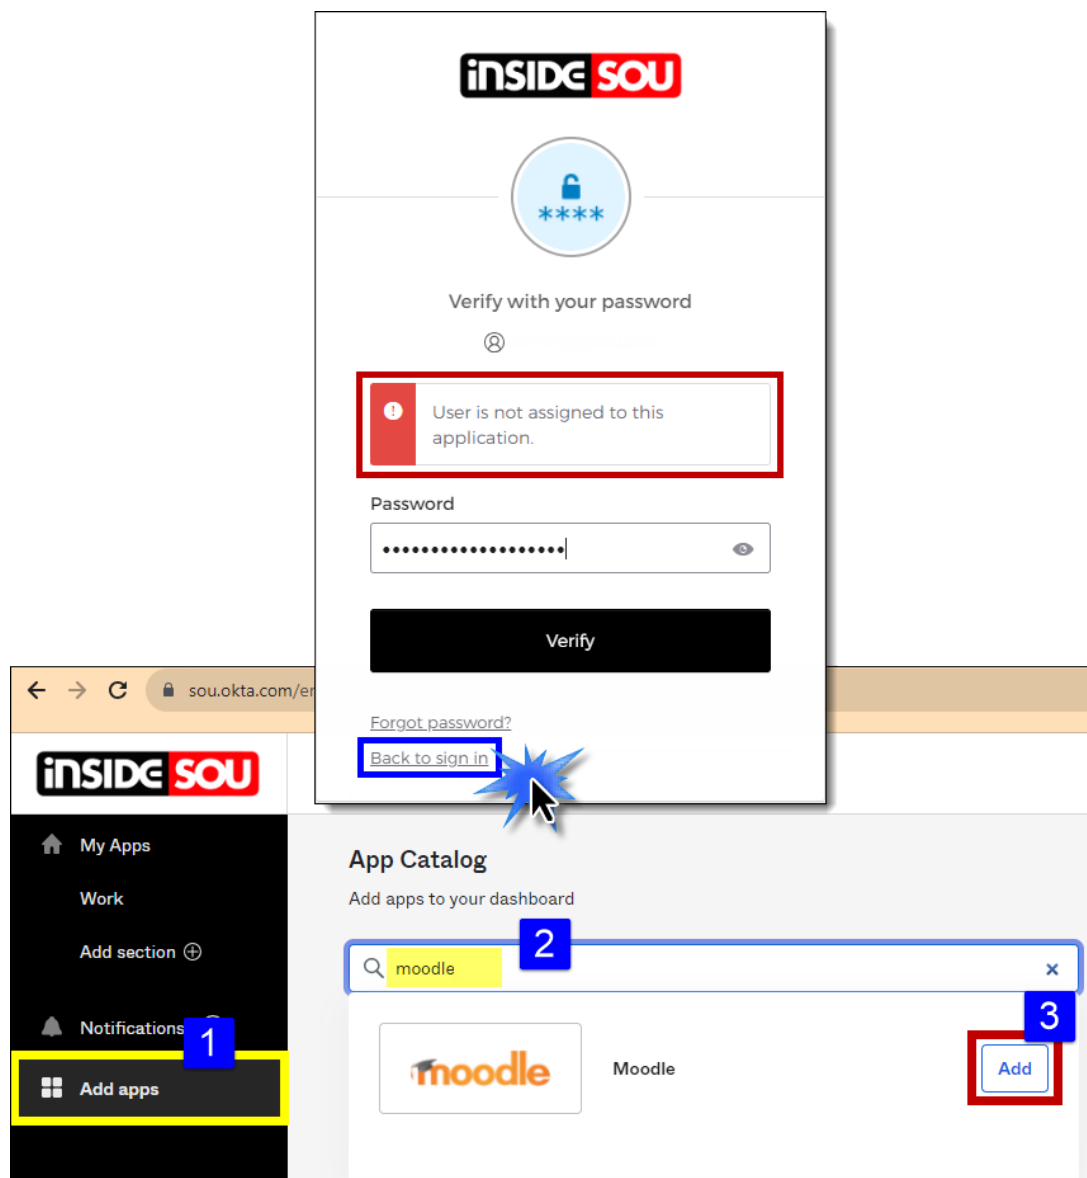 iNSIDE SOU
****
Verify with your password
User is not assigned to this
application.
Password
Verify
Forgot password?
Back to sign in
sou.okta.com/er
iNSIDE SOU
My Apps
Work
Add section
Notifications
1
Add apps
App Catalog
Add apps to your dashboard
2
moodle
3
moodle
Moodle
Add